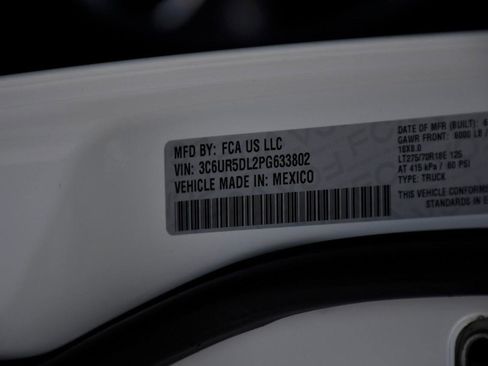 MFD BY: FCA US LLC
VIN: 3C6UR5DL2PG633802
VEHICLE MADE IN: MEXICO
DATE OF MFR (BUILT): 6
GAWR FRONT: 6000 LB /
18X8.0
LT275/70R18E 125
AT 415 kPa / 60 PSI
TYPE: TRUCK
THIS VEHICLE CONFORMS
STANDARDS IN E